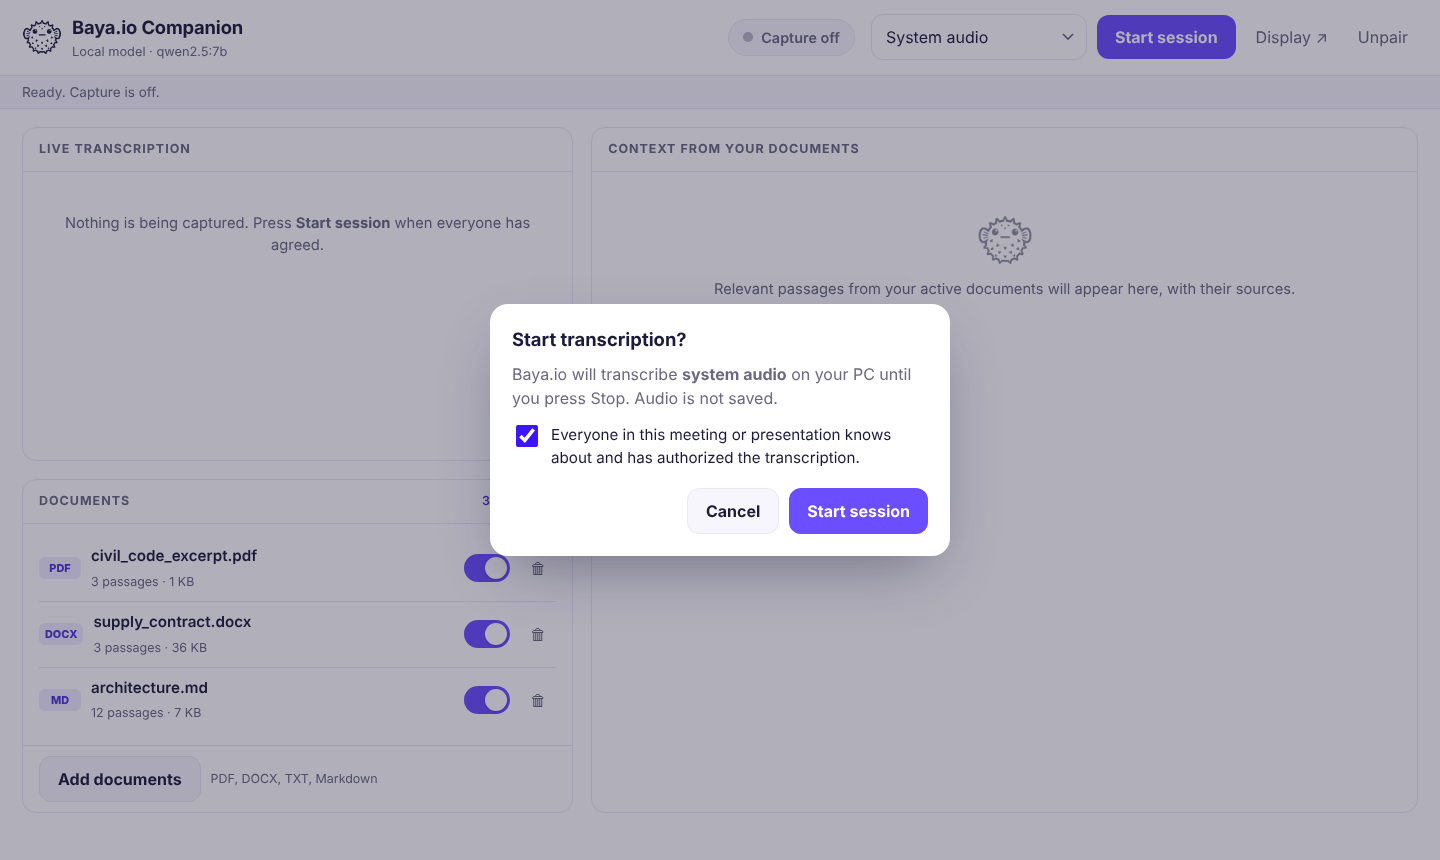 Baya.io Companion
Local model · qwen2.5:7b
Capture off
System audio
Start session
Display ↗
Unpair
Ready. Capture is off.
LIVE TRANSCRIPTION
Nothing is being captured. Press Start session when everyone has
agreed.
CONTEXT FROM YOUR DOCUMENTS
Relevant passages from your active documents will appear here, with their sources.
Start transcription?
Baya.io will transcribe system audio on your PC until
you press Stop. Audio is not saved.
Everyone in this meeting or presentation knows
about and has authorized the transcription.
Cancel
Start session
DOCUMENTS
3
PDF
civil_code_excerpt.pdf
3 passages · 1 KB
DOCX
supply_contract.docx
3 passages · 36 KB
MD
architecture.md
12 passages · 7 KB
Add documents
PDF, DOCX, TXT, Markdown